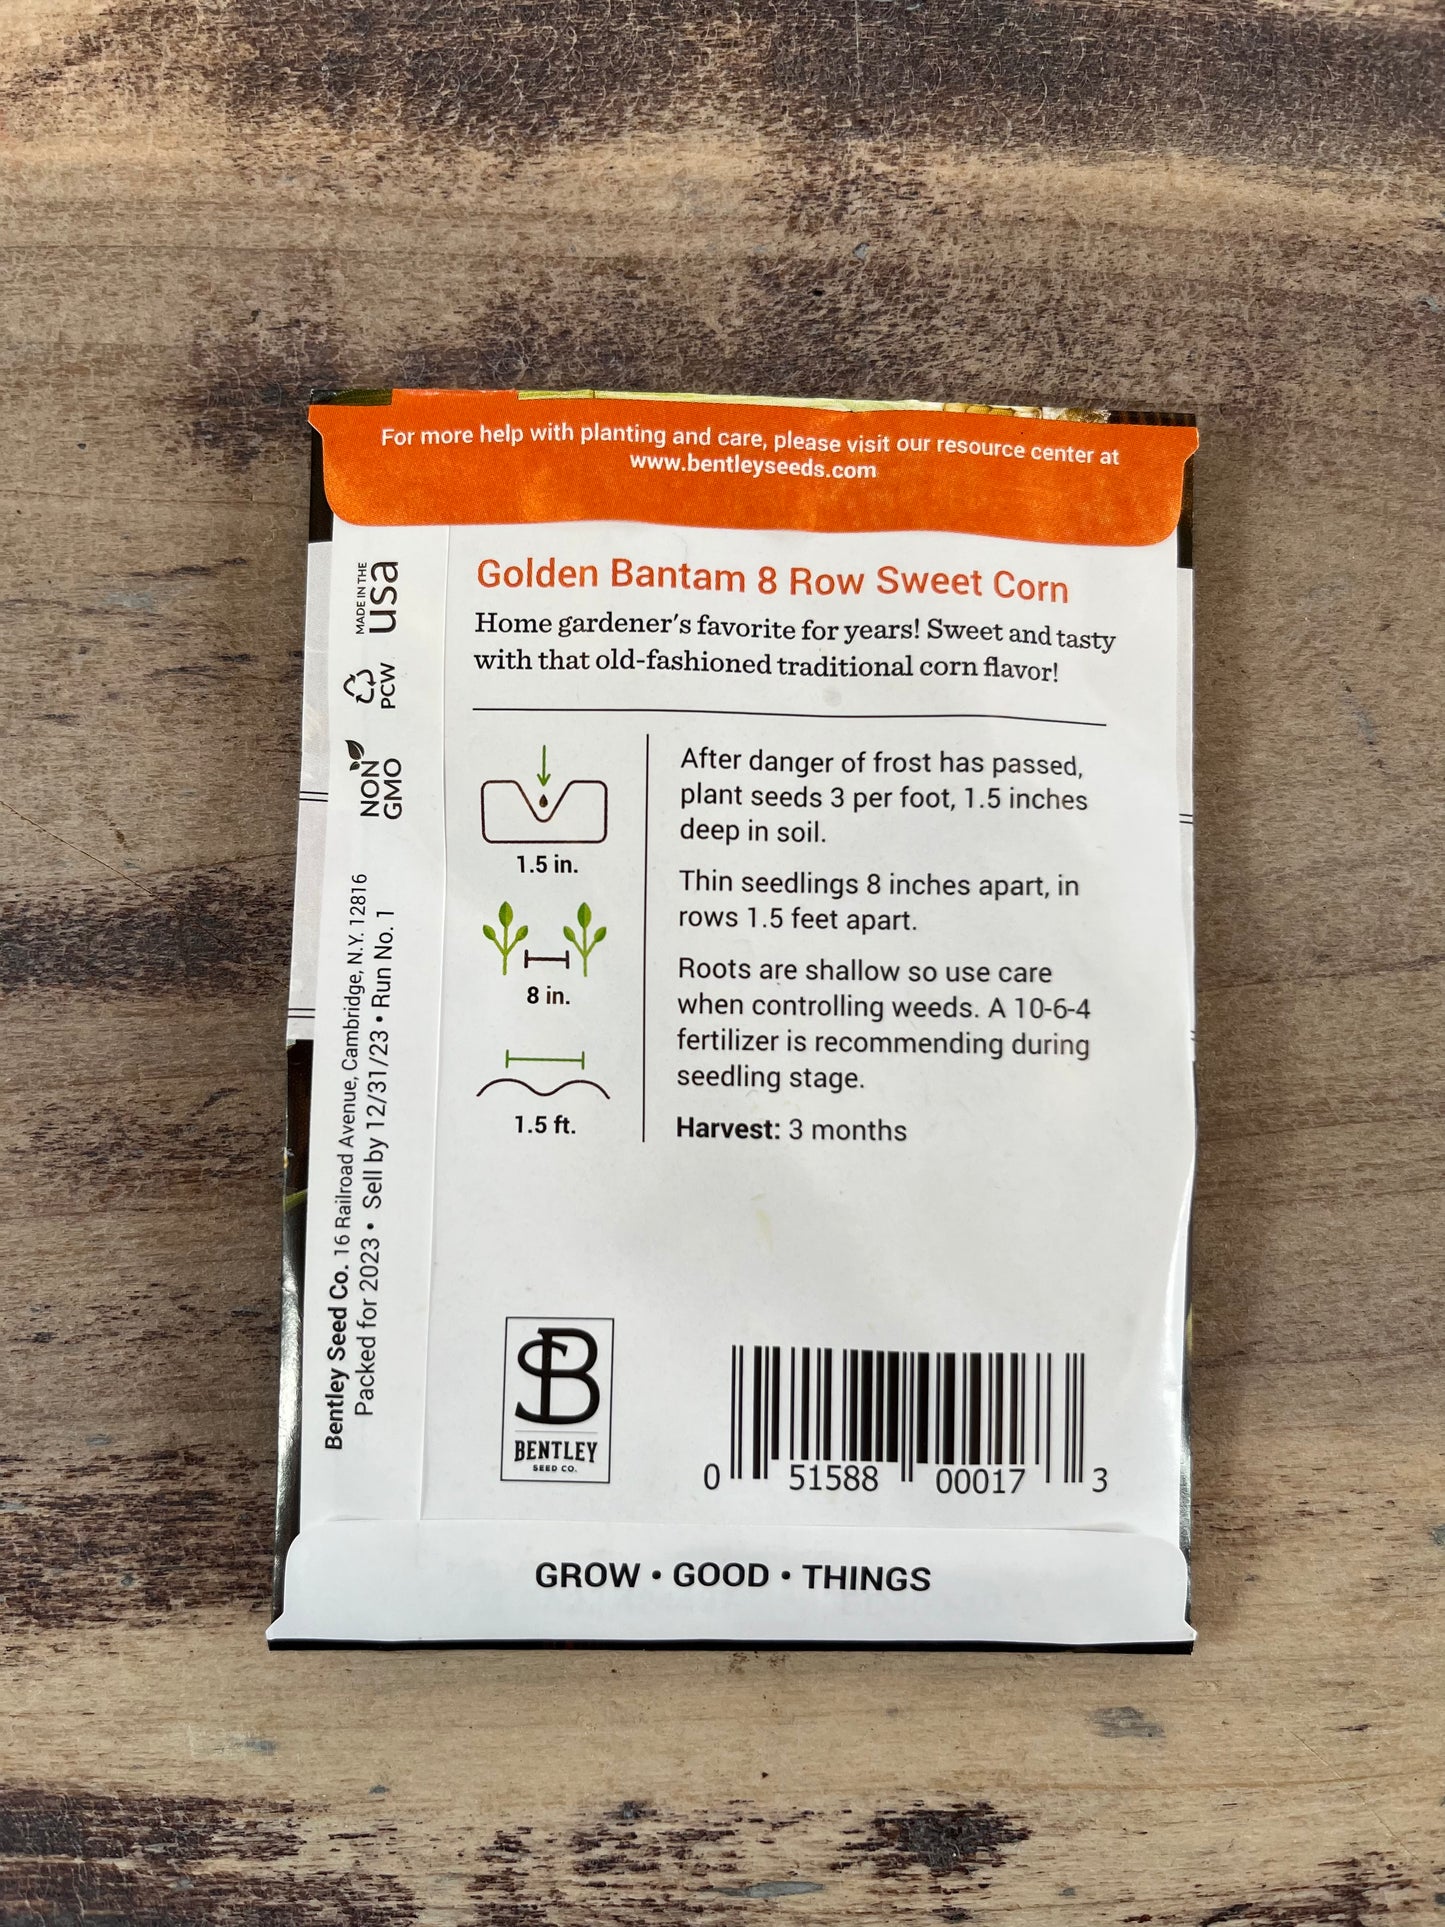 For more help with planting and care, please visit our resource center at
www.bentleyseeds.com
MADE IN THE
usa
PCW
NON
GMO
Bentley Seed Co. 16 Railroad Avenue, Cambridge, N.Y. 12816
Packed for 2023 • Sell by 12/31/23 • Run No. 1
Golden Bantam 8 Row Sweet Corn
Home gardener's favorite for years! Sweet and tasty
with that old-fashioned traditional corn flavor!
1.5 in.
8 in.
1.5 ft.
After danger of frost has passed,
plant seeds 3 per foot, 1.5 inches
deep in soil.
Thin seedlings 8 inches apart, in
rows 1.5 feet apart.
Roots are shallow so use care
when controlling weeds. A 10-6-4
fertilizer is recommending during
seedling stage.
Harvest: 3 months
SB
BENTLEY
SEED CO.
0 51588 00017 3
GROW • GOOD • THINGS